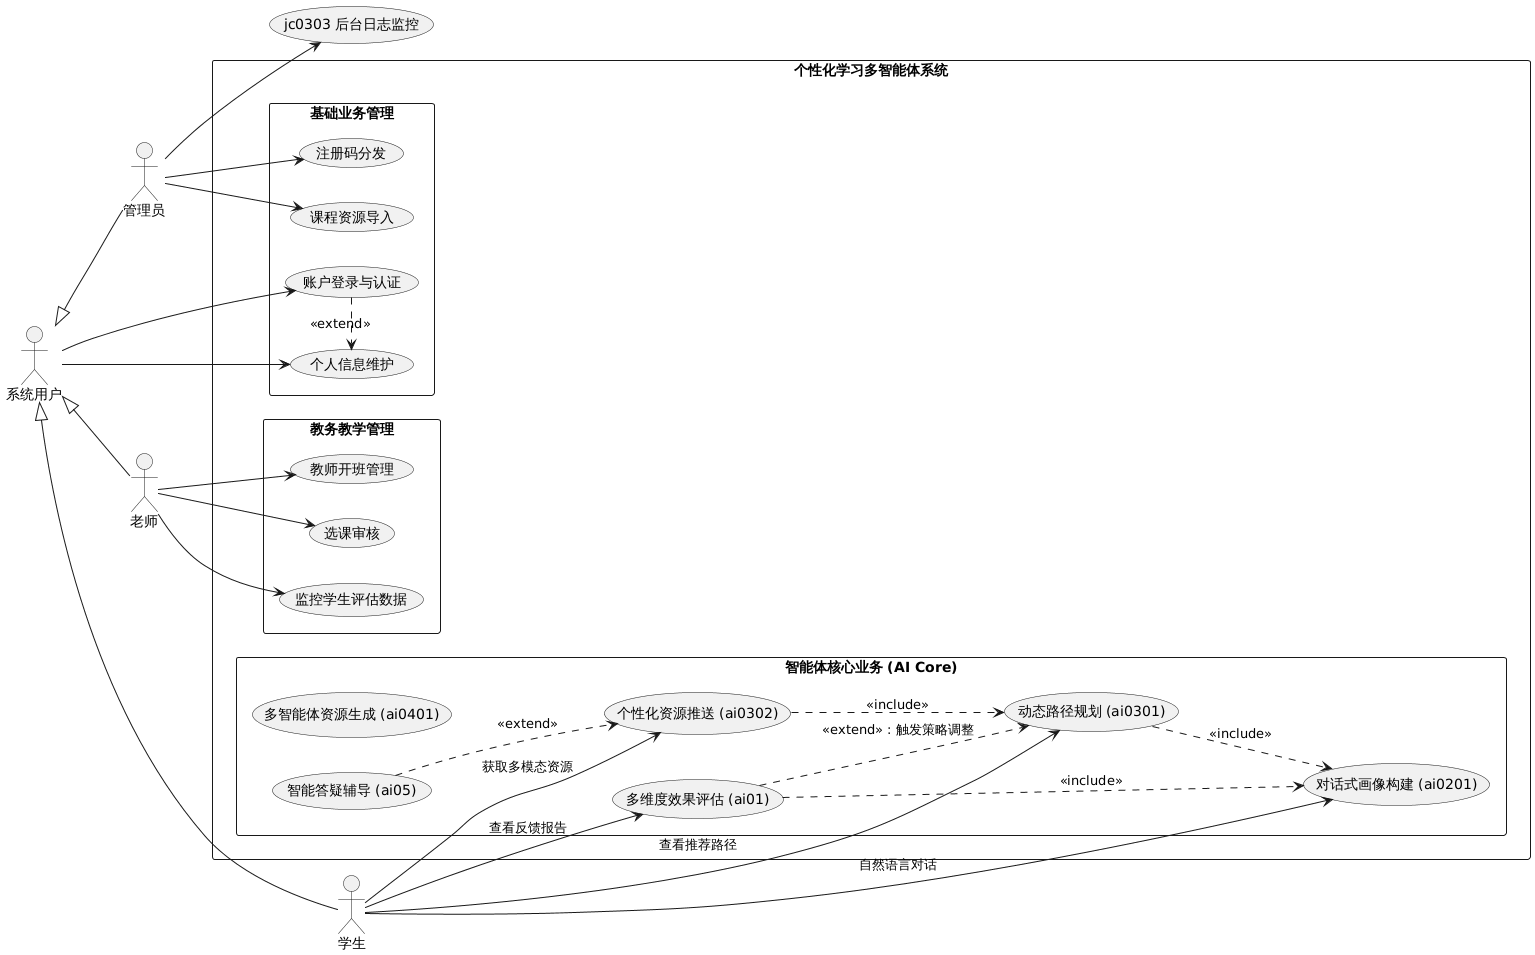 jc0303 后台日志监控
个性化学习多智能体系统
基础业务管理
注册码分发
管理员
课程资源导入
账户登录与认证
«extend»
个人信息维护
系统用户
教务教学管理
教师开班管理
老师
选课审核
监控学生评估数据
智能体核心业务 (AI Core)
多智能体资源生成 (ai0401)
«extend»
个性化资源推送 (ai0302)
«include»
动态路径规划 (ai0301)
«extend» : 触发策略调整
«include»
获取多模态资源
智能答疑辅导 (ai05)
多维度效果评估 (ai01)
«include»
对话式画像构建 (ai0201)
查看反馈报告
查看推荐路径
自然语言对话
学生